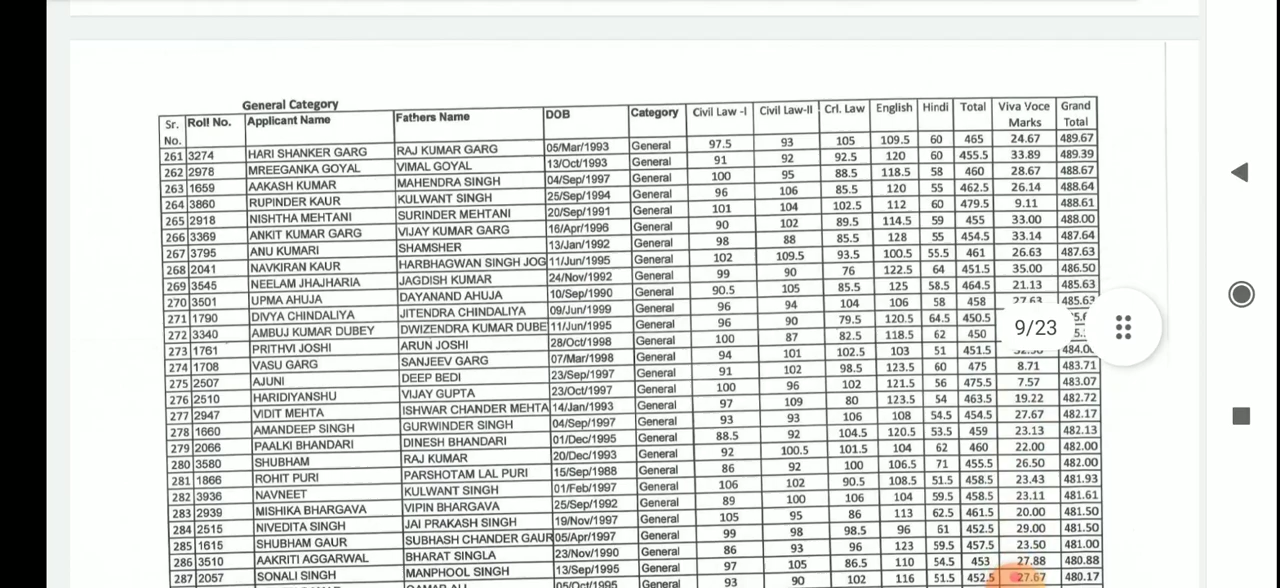 General Category
Sr. No. Roll No. Applicant Name Fathers Name DOB Category Civil Law -I Civil Law-II Crl. Law English Hindi Total Viva Voce Marks Grand Total
261 3274 HARI SHANKER GARG RAJ KUMAR GARG 05/Mar/1993 General 97.5 93 105 109.5 60 465 24.67 489.67
262 2978 MREEGANKA GOYAL VIMAL GOYAL 13/Oct/1993 General 91 92 92.5 120 60 455.5 33.89 489.39
263 1659 AAKASH KUMAR MAHENDRA SINGH 04/Sep/1997 General 100 95 88.5 118.5 58 460 28.67 488.67
264 3860 RUPINDER KAUR KULWANT SINGH 25/Sep/1994 General 96 106 85.5 120 55 462.5 26.14 488.64
265 2918 NISHTHA MEHTANI SURINDER MEHTANI 20/Sep/1991 General 101 104 102.5 112 60 479.5 9.11 488.61
266 3369 ANKIT KUMAR GARG VIJAY KUMAR GARG 16/Apr/1996 General 90 102 89.5 114.5 59 455 33.00 488.00
267 3795 ANU KUMARI SHAMSHER 13/Jan/1992 General 98 88 85.5 128 55 454.5 33.14 487.64
268 2041 NAVKIRAN KAUR HARBHAGWAN SINGH JOG 11/Jun/1995 General 102 109.5 93.5 100.5 55.5 461 26.63 487.63
269 3545 NEELAM JHAJHARIA JAGDISH KUMAR 24/Nov/1992 General 99 90 76 122.5 64 451.5 35.00 486.50
270 3501 UPMA AHUJA DAYANAND AHUJA 10/Sep/1990 General 90.5 105 85.5 125 58.5 464.5 21.13 485.63
271 1790 DIVYA CHINDALIYA JITENDRA CHINDALIYA 09/Jun/1999 General 96 94 104 106 58 458 27.63 485.63
272 3340 AMBUJ KUMAR DUBEY DWIZENDRA KUMAR DUBE 11/Jun/1995 General 96 90 79.5 120.5 64.5 450.5
273 1761 PRITHVI JOSHI ARUN JOSHI 28/Oct/1998 General 100 87 82.5 118.5 62 450
9/23
274 1708 VASU GARG SANJEEV GARG 07/Mar/1998 General 94 101 102.5 103 51 451.5 484.0
275 2507 AJUNI DEEP BEDI 23/Sep/1997 General 91 102 98.5 123.5 60 475 8.71 483.71
276 2510 HARIDIYANSHU VIJAY GUPTA 23/Oct/1997 General 100 96 102 121.5 56 475.5 7.57 483.07
277 2947 VIDIT MEHTA ISHWAR CHANDER MEHTA 14/Jan/1993 General 97 109 80 123.5 54 463.5 19.22 482.72
278 1660 AMANDEEP SINGH GURWINDER SINGH 04/Sep/1997 General 93 93 106 108 54.5 454.5 27.67 482.17
279 2066 PAALKI BHANDARI DINESH BHANDARI 01/Dec/1995 General 88.5 92 104.5 120.5 53.5 459 23.13 482.13
280 3580 SHUBHAM RAJ KUMAR 20/Dec/1993 General 92 100.5 101.5 104 62 460 22.00 482.00
281 1866 ROHIT PURI PARSHOTAM LAL PURI 15/Sep/1988 General 86 92 100 106.5 71 455.5 26.50 482.00
282 3936 NAVNEET KULWANT SINGH 01/Feb/1997 General 106 102 90.5 108.5 51.5 458.5 23.43 481.93
283 2939 MISHIKA BHARGAVA VIPIN BHARGAVA 25/Sep/1992 General 89 100 106 104 59.5 458.5 23.11 481.61
284 2515 NIVEDITA SINGH JAI PRAKASH SINGH 19/Nov/1997 General 105 95 86 113 62.5 461.5 20.00 481.50
285 1615 SHUBHAM GAUR SUBHASH CHANDER GAUR 05/Apr/1997 General 99 98 98.5 96 61 452.5 29.00 481.50
286 3510 AAKRITI AGGARWAL BHARAT SINGLA 23/Nov/1990 General 86 93 96 123 59.5 457.5 23.50 481.00
287 2057 SONALI SINGH MANPHOOL SINGH 13/Sep/1995 General 97 105 86.5 110 54.5 453 27.88 480.88
05/Oct/1995 General 93 90 102 116 51.5 452.5 27.67 480.17